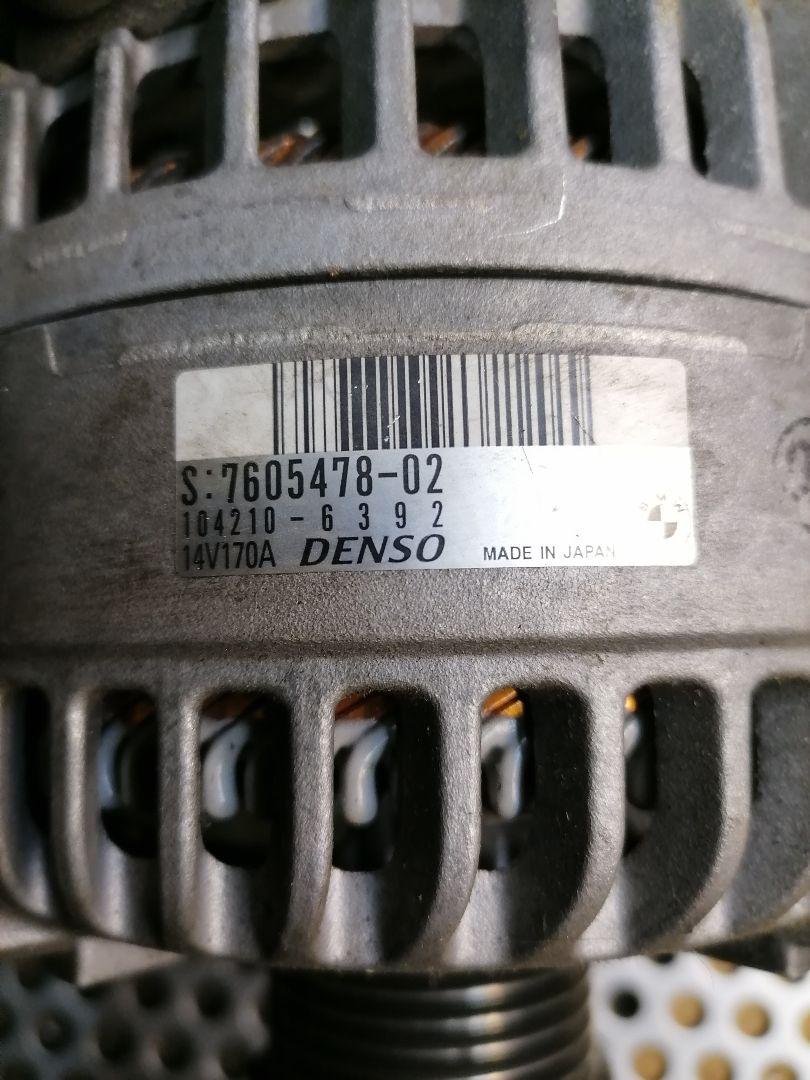 S:7605478-02
104210-6392
14V170A DENSO MADE IN JAPAN